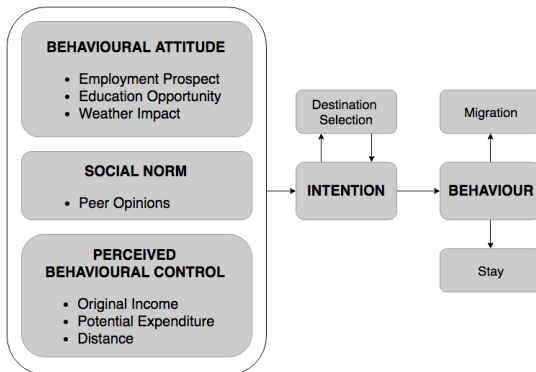 BEHAVIOURAL ATTITUDE
• Employment Prospect
• Education Opportunity
• Weather Impact
SOCIAL NORM
• Peer Opinions
PERCEIVED
BEHAVIOURAL CONTROL
• Original Income
• Potential Expenditure
• Distance
Destination
Selection
INTENTION
Migration
BEHAVIOUR
Stay